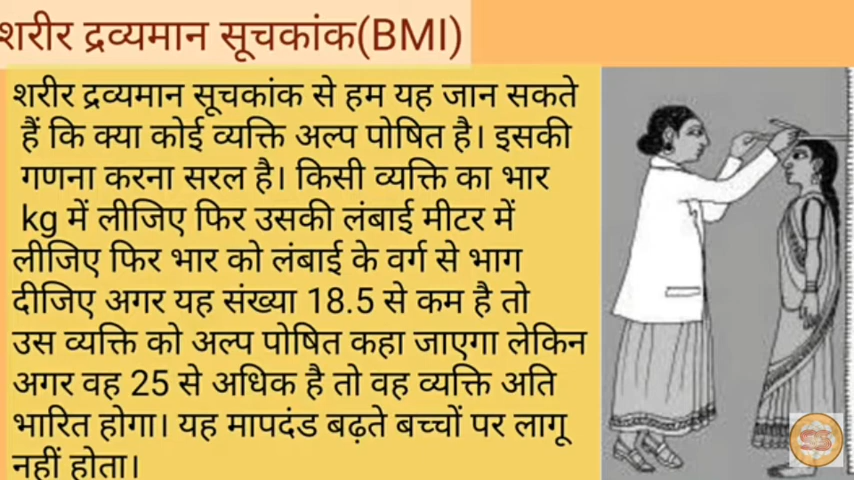 शरीर द्रव्यमान सूचकांक(BMI)
शरीर द्रव्यमान सूचकांक से हम यह जान सकते
हैं कि क्या कोई व्यक्ति अल्प पोषित है। इसकी
गणना करना सरल है। किसी व्यक्ति का भार
kg में लीजिए फिर उसकी लंबाई मीटर में
लीजिए फिर भार को लंबाई के वर्ग से भाग
दीजिए अगर यह संख्या 18.5 से कम है तो
उस व्यक्ति को अल्प पोषित कहा जाएगा लेकिन
अगर वह 25 से अधिक है तो वह व्यक्ति अति
भारित होगा। यह मापदंड बढ़ते बच्चों पर लागू
नहीं होता।